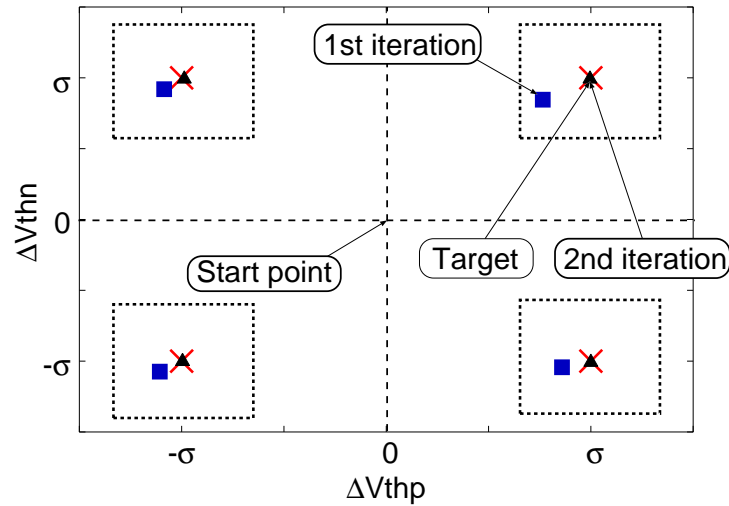 1st iteration
σ
ΔVthn
0
Start point
Target
2nd iteration
-σ
-σ
0
σ
ΔVthp